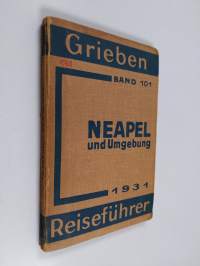 Grieben
BAND 101
NEAPEL
und Umgebung
1931
Reiseführer